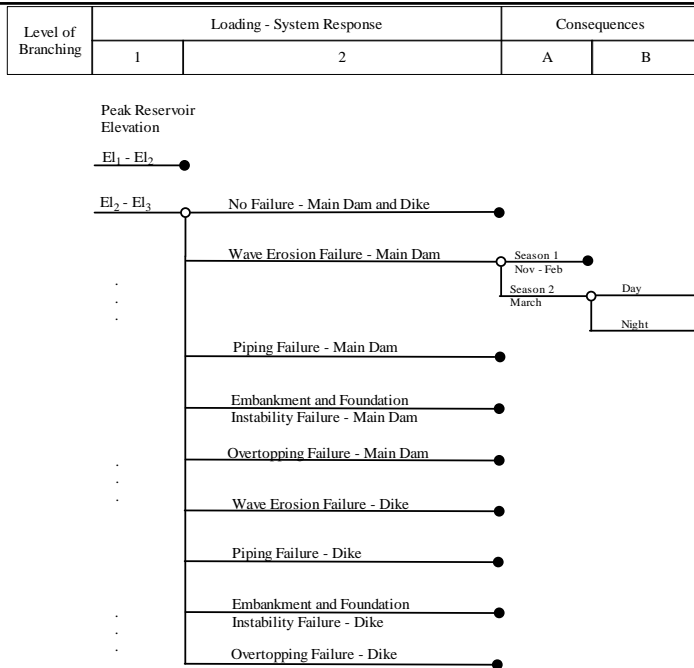 Level of
Branching
Loading - System Response
Consequences
1
2
A
B
Peak Reservoir
Elevation
El₁ - El₂
El₂ - El₃
No Failure - Main Dam and Dike
Wave Erosion Failure - Main Dam
Season 1
Nov - Feb
Season 2
March
Day
Night
.
.
.
Piping Failure - Main Dam
Embankment and Foundation
Instability Failure - Main Dam
Overtopping Failure - Main Dam
.
.
.
Wave Erosion Failure - Dike
Piping Failure - Dike
Embankment and Foundation
Instability Failure - Dike
.
.
.
Overtopping Failure - Dike